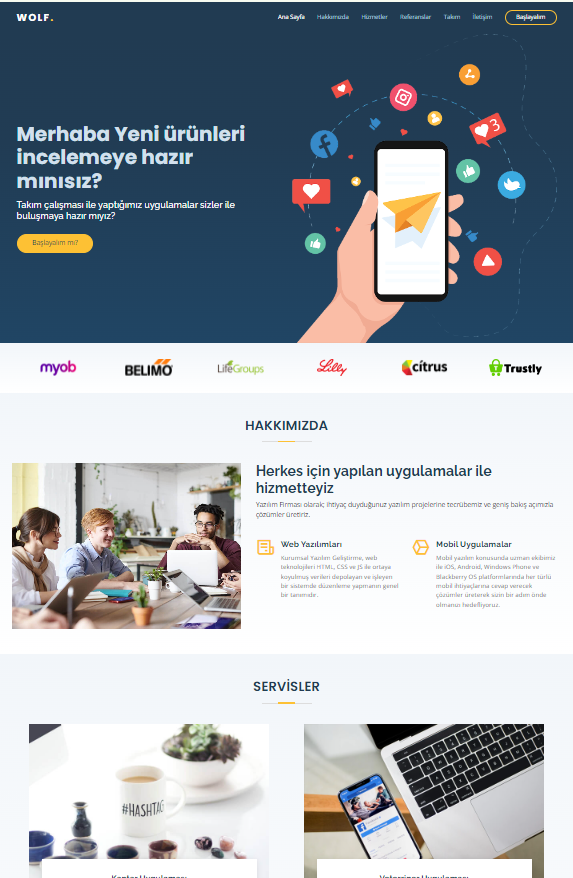 WOLF.
Ana Sayfa Hakkımızda Hizmetler Referanslar Takım İletişim Başlayalım
Merhaba Yeni ürünleri
incelemeye hazır
mınısız?
Takım çalışması ile yaptığımız uygulamalar sizler ile
buluşmaya hazır mıyız?
Başlayalım mı?
3
myob BELIMO LifeGroups Lilly citrus Trustly
HAKKIMIZDA
Herkes için yapılan uygulamalar ile
hizmetteyiz
Yazılım Firması olarak; ihtiyaç duyduğunuz yazılım projelerine tecrübemiz ve geniş bakış açımızla
çözümler üretiriz.
Web Yazılımları
Kurumsal Yazılım Geliştirme, web
teknolojileri HTML, CSS ve JS ile ortaya
koyulmuş verileri depolayan ve işleyen
bir sistemde düzenleme yapmanın genel
bir tanımıdır.
Mobil Uygulamalar
Mobil yazılım konusunda uzman ekibimiz
ile iOS, Android, Windows Phone ve
Blackberry OS platformlarında her türlü
mobil ihtiyaçlarına cevap verecek
çözümler üreterek sizin bir adım önde
olmanızı hedefliyoruz.
SERVİSLER
#HASHTAG